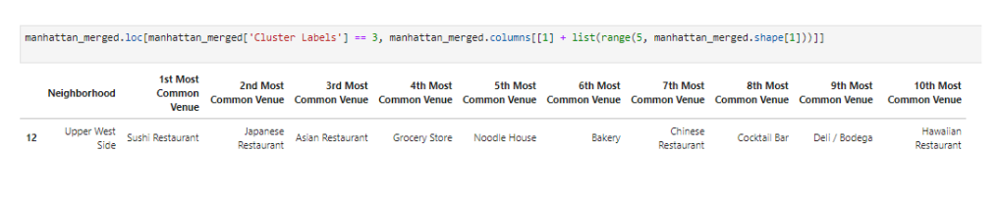 manhattan_merged.loc[manhattan_merged['Cluster Labels'] == 3, manhattan_merged.columns[[1] + list(range(5, manhattan_merged.shape[1]))]]
Neighborhood 1st Most Common Venue 2nd Most Common Venue 3rd Most Common Venue 4th Most Common Venue 5th Most Common Venue 6th Most Common Venue 7th Most Common Venue 8th Most Common Venue 9th Most Common Venue 10th Most Common Venue
12 Upper West Side Sushi Restaurant Japanese Restaurant Asian Restaurant Grocery Store Noodle House Bakery Chinese Restaurant Cocktail Bar Deli / Bodega Hawaiian Restaurant